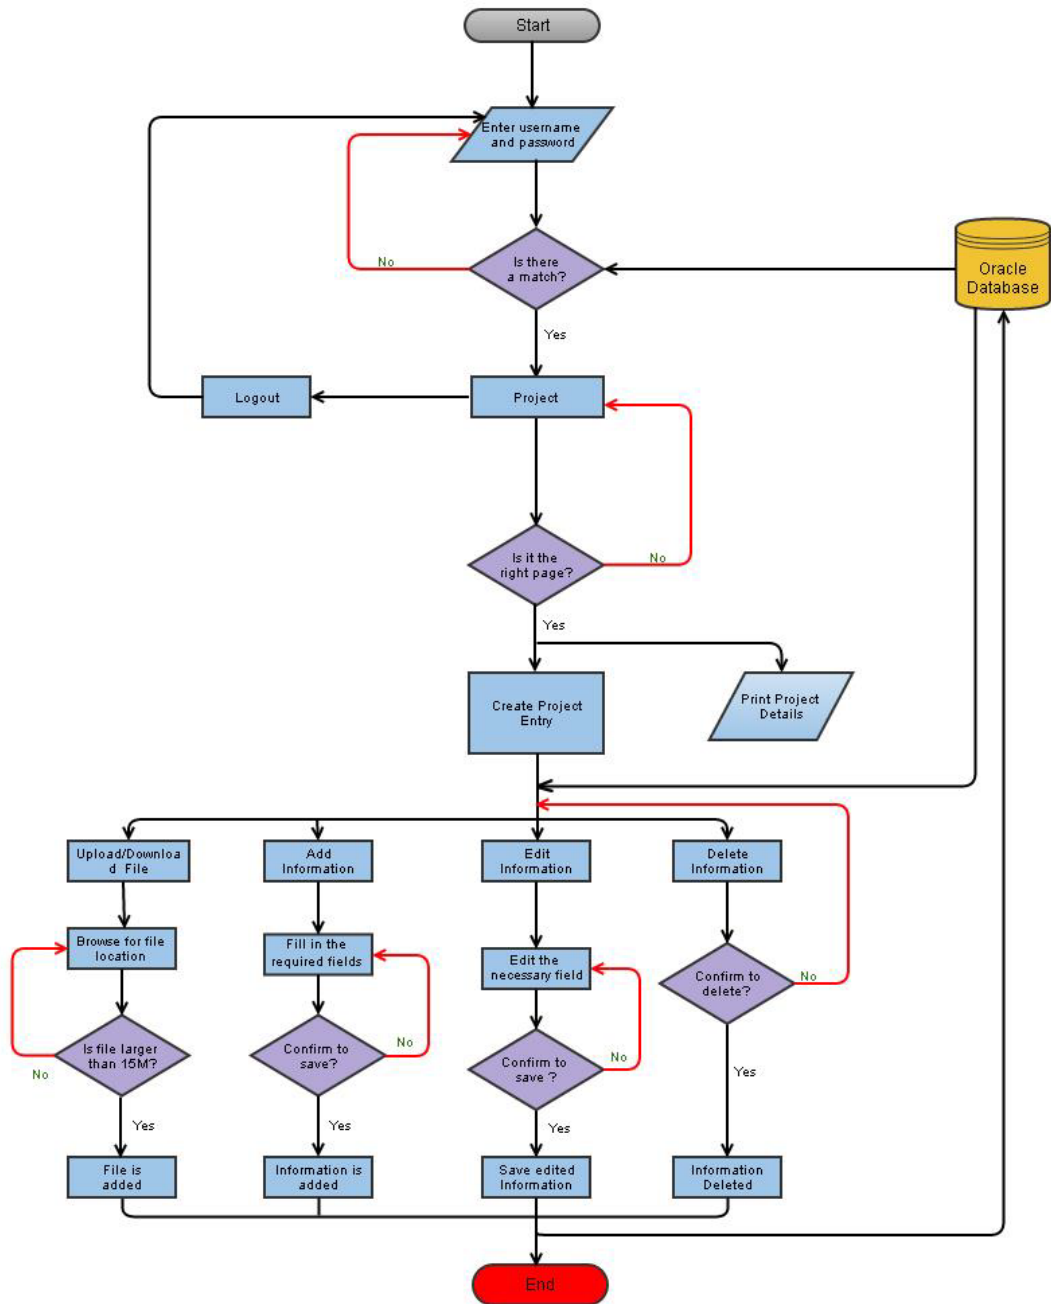 Start
Enter username
and password
Is there
a match?
No
Oracle
Database
Yes
Logout
Project
Is it the
right page?
No
Yes
Create Project
Entry
Print Project
Details
Upload/Downloa
d File
Add
Information
Edit
Information
Delete
Information
Browse for file
location
Fill in the
required fields
Edit the
necessary field
Confirm to
delete?
No
Is file larger
than 15M?
No
Confirm to
save?
No
Confirm to
save ?
No
Yes
Yes
Yes
Yes
File is
added
Information is
added
Save edited
Information
Information
Deleted
End